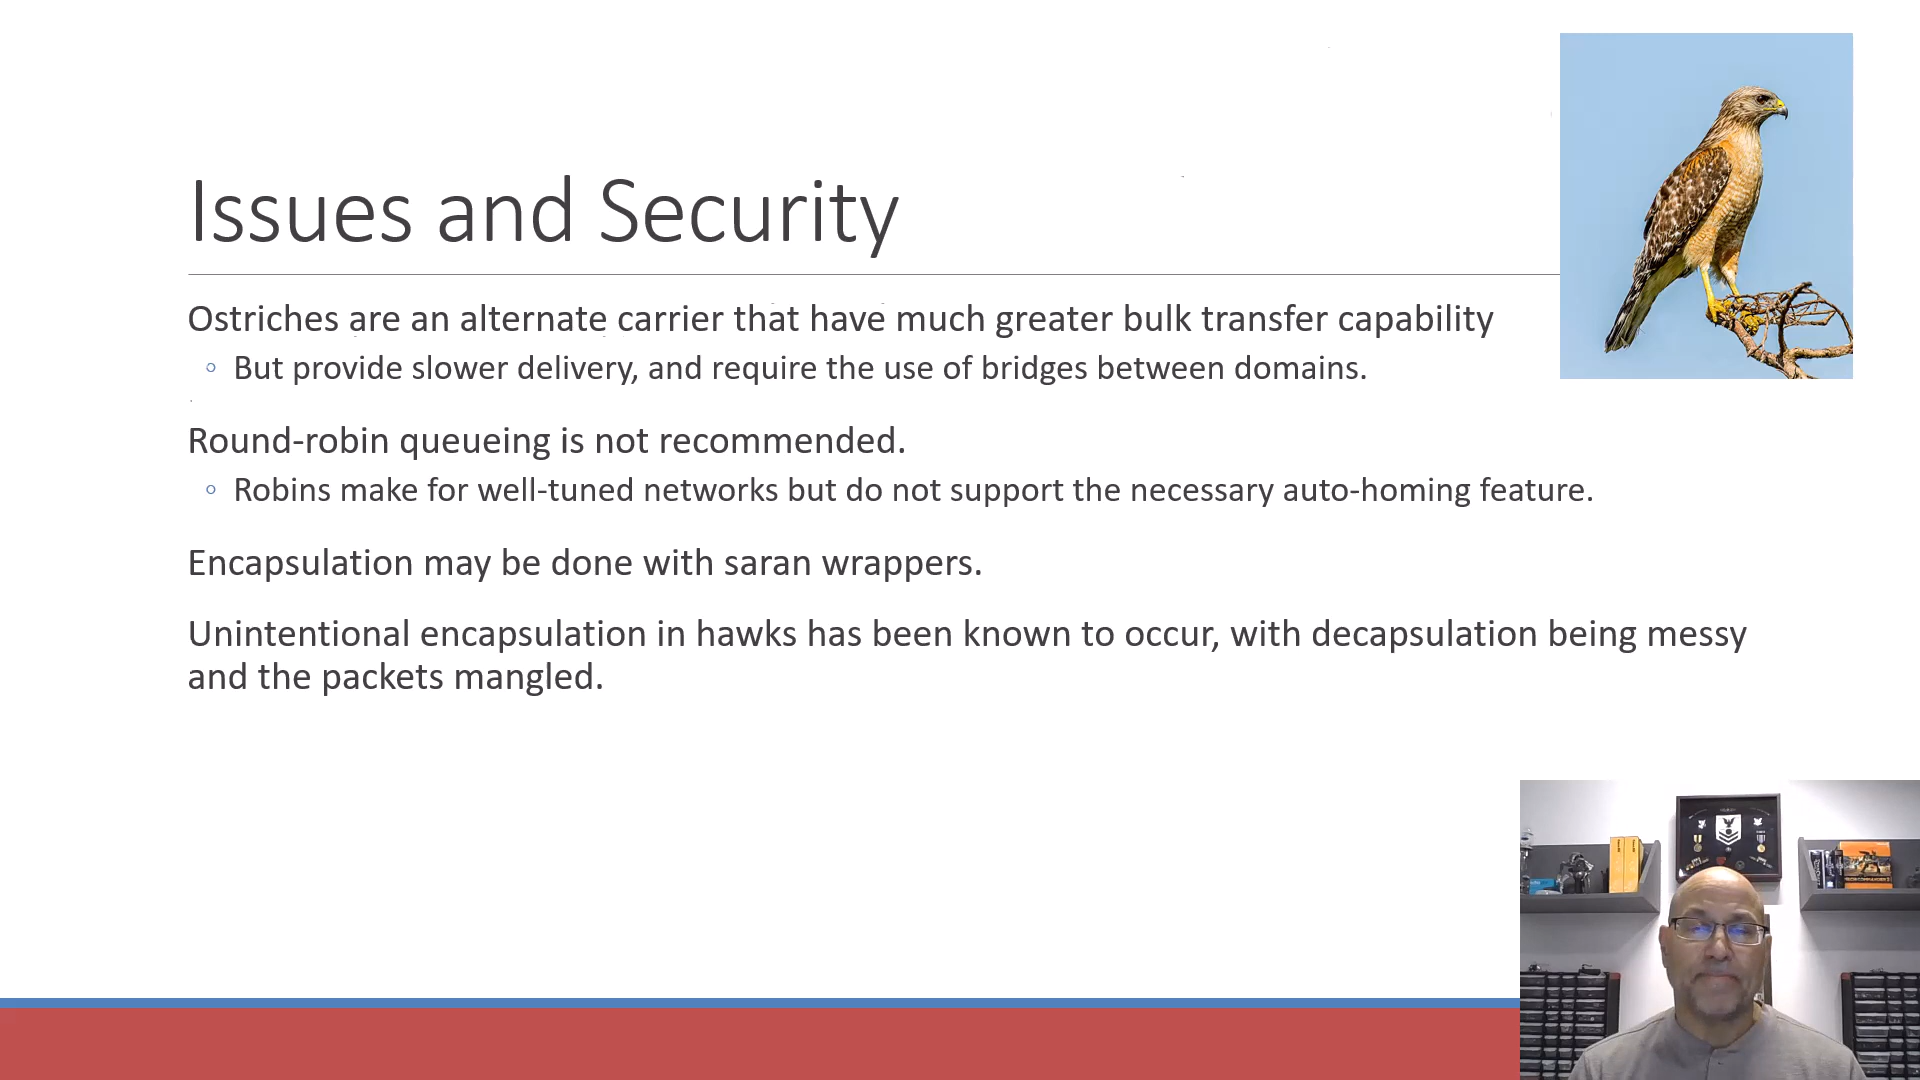 Issues and Security
Ostriches are an alternate carrier that have much greater bulk transfer capability
◦ But provide slower delivery, and require the use of bridges between domains.
Round-robin queueing is not recommended.
◦ Robins make for well-tuned networks but do not support the necessary auto-homing feature.
Encapsulation may be done with saran wrappers.
Unintentional encapsulation in hawks has been known to occur, with decapsulation being messy
and the packets mangled.